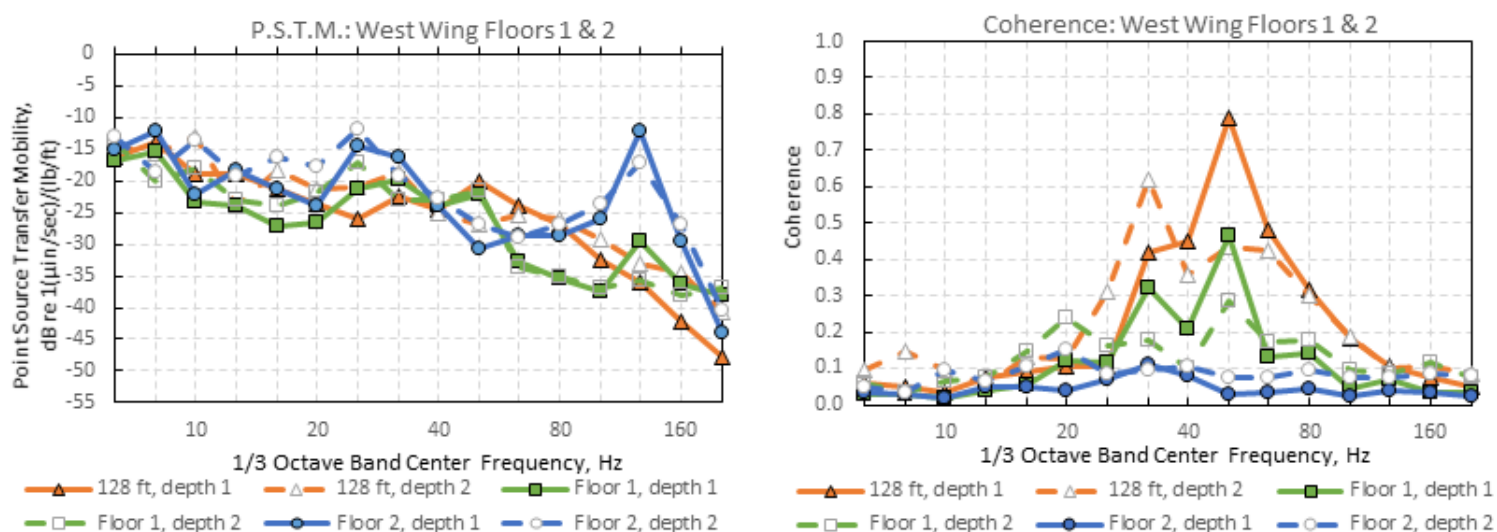 P.S.T.M.: West Wing Floors 1 & 2
Point Source Transfer Mobility,
dB re 1(µin/sec)/(lb/ft)
0
-5
-10
-15
-20
-25
-30
-35
-40
-45
-50
-55
10 20 40 80 160
1/3 Octave Band Center Frequency, Hz
128 ft, depth 1 128 ft, depth 2 Floor 1, depth 1
Floor 1, depth 2 Floor 2, depth 1 Floor 2, depth 2
Coherence: West Wing Floors 1 & 2
Coherence
1.0
0.9
0.8
0.7
0.6
0.5
0.4
0.3
0.2
0.1
0.0
10 20 40 80 160
1/3 Octave Band Center Frequency, Hz
128 ft, depth 1 128 ft, depth 2 Floor 1, depth 1
Floor 1, depth 2 Floor 2, depth 1 Floor 2, depth 2